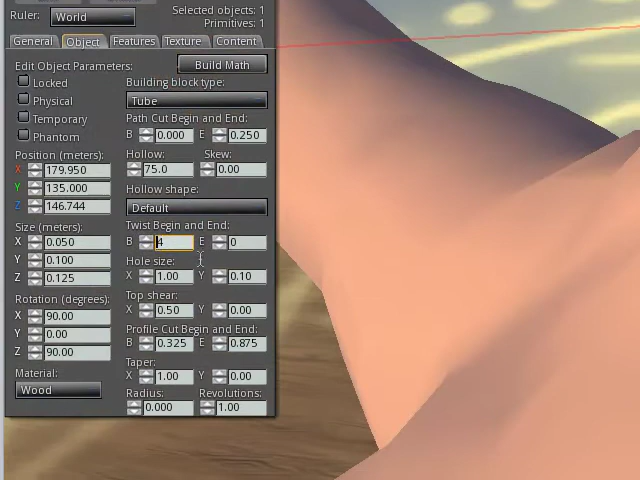 Ruler: World
Selected objects: 1
Primitives: 1
General Object Features Texture Content
Edit Object Parameters:
Build Math
Locked
Physical
Temporary
Phantom
Position (meters):
X 179.950
Y 135.000
Z 146.744
Size (meters):
X 0.050
Y 0.100
Z 0.125
Rotation (degrees):
X 90.00
Y 0.00
Z 90.00
Material:
Wood
Building block type:
Tube
Path Cut Begin and End:
B 0.000 E 0.250
Hollow: Skew:
75.0 0.00
Hollow shape:
Default
Twist Begin and End:
B 4 E 0
Hole size:
X 1.00 Y 0.10
Top shear:
X 0.50 Y 0.00
Profile Cut Begin and End:
B 0.325 E 0.875
Taper:
X 1.00 Y 0.00
Radius: Revolutions:
0.000 1.00